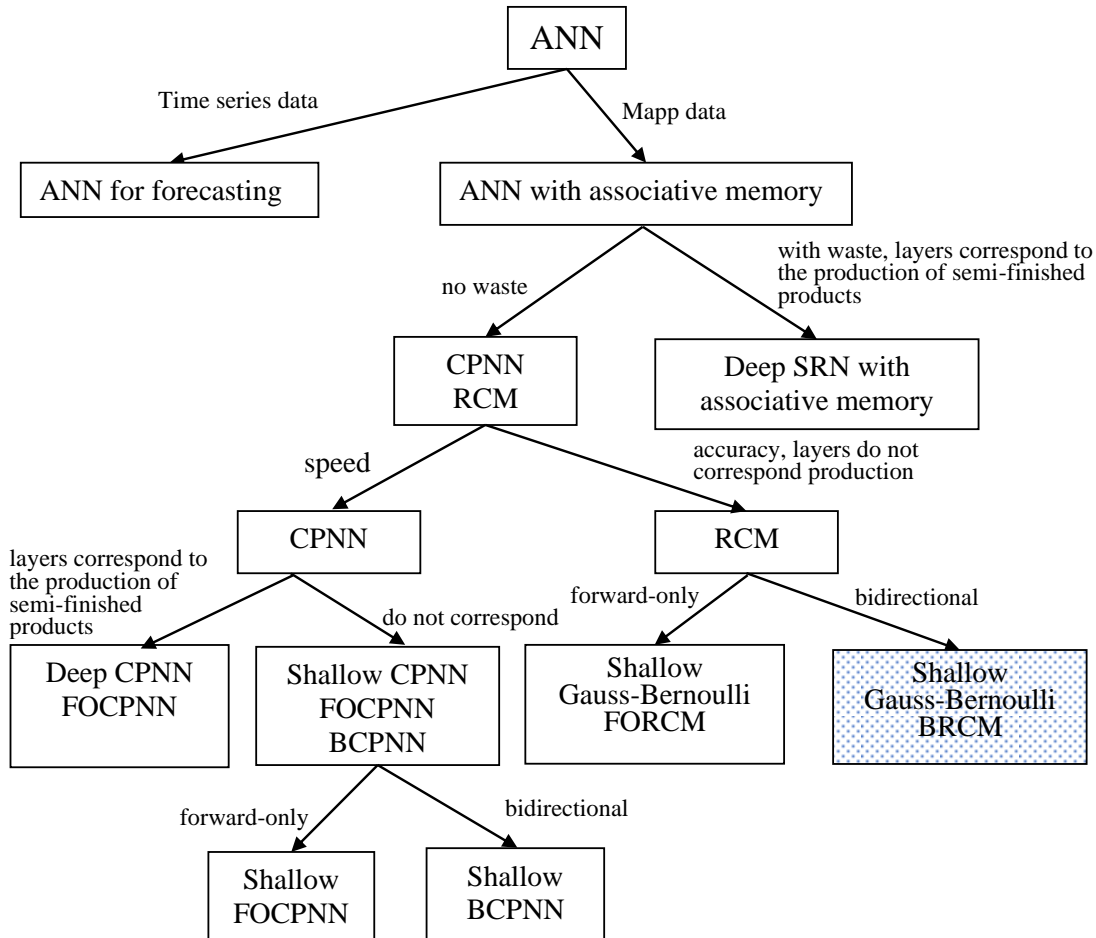 ANN
Time series data
Mapp data
ANN for forecasting
ANN with associative memory
no waste
with waste, layers correspond to
the production of semi-finished
products
CPNN
RCM
Deep SRN with
associative memory
speed
accuracy, layers do not
correspond production
CPNN
RCM
layers correspond to
the production of
semi-finished
products
do not correspond
forward-only
bidirectional
Deep CPNN
FOCPNN
Shallow CPNN
FOCPNN
BCPNN
Shallow
Gauss-Bernoulli
FORCM
Shallow
Gauss-Bernoulli
BRCM
forward-only
bidirectional
Shallow
FOCPNN
Shallow
BCPNN